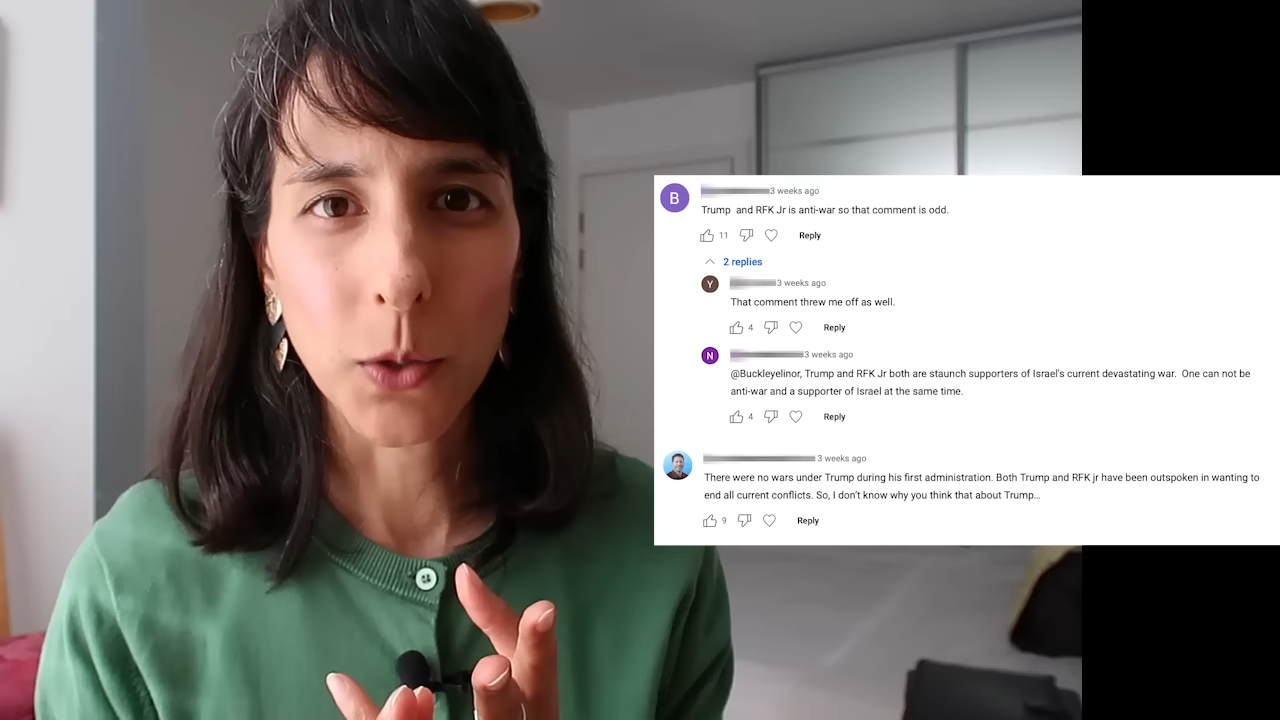 B
3 weeks ago
Trump and RFK Jr is anti-war so that comment is odd.
11
Reply
2 replies
Y
3 weeks ago
That comment threw me off as well.
4
Reply
N
3 weeks ago
@Buckleyelinor, Trump and RFK Jr both are staunch supporters of Israel's current devastating war. One can not be
anti-war and a supporter of Israel at the same time.
4
Reply
3 weeks ago
There were no wars under Trump during his first administration. Both Trump and RFK jr have been outspoken in wanting to
end all current conflicts. So, I don't know why you think that about Trump...
9
Reply